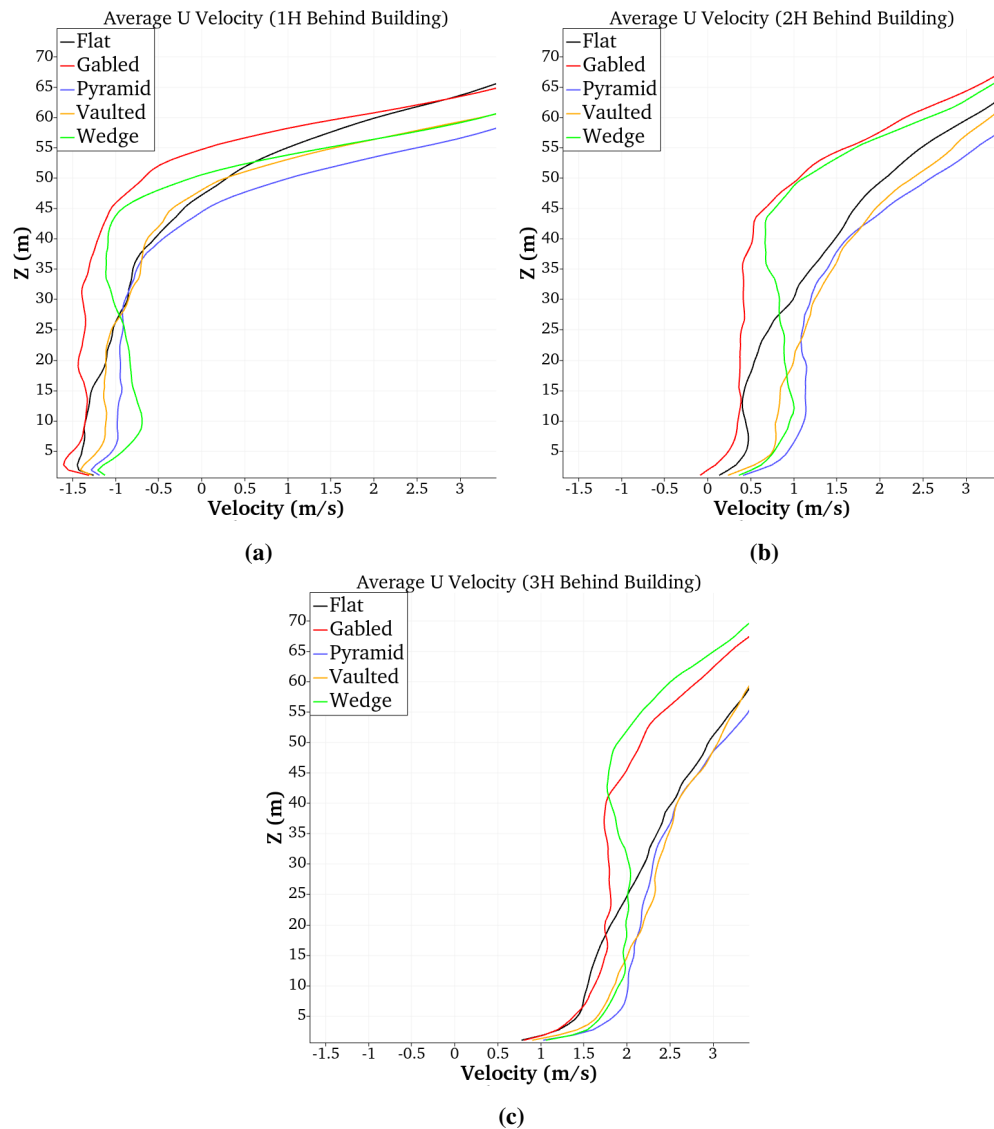 Average U Velocity (1H Behind Building)
Flat
Gabled
Pyramid
Vaulted
Wedge
70
65
60
55
50
45
40
35
30
25
20
15
10
5
Z (m)
-1.5 -1 -0.5 0 0.5 1 1.5 2 2.5 3
Velocity (m/s)
(a)
Average U Velocity (2H Behind Building)
Flat
Gabled
Pyramid
Vaulted
Wedge
70
65
60
55
50
45
40
35
30
25
20
15
10
5
Z (m)
-1.5 -1 -0.5 0 0.5 1 1.5 2 2.5 3
Velocity (m/s)
(b)
Average U Velocity (3H Behind Building)
Flat
Gabled
Pyramid
Vaulted
Wedge
70
65
60
55
50
45
40
35
30
25
20
15
10
5
Z (m)
-1.5 -1 -0.5 0 0.5 1 1.5 2 2.5 3
Velocity (m/s)
(c)